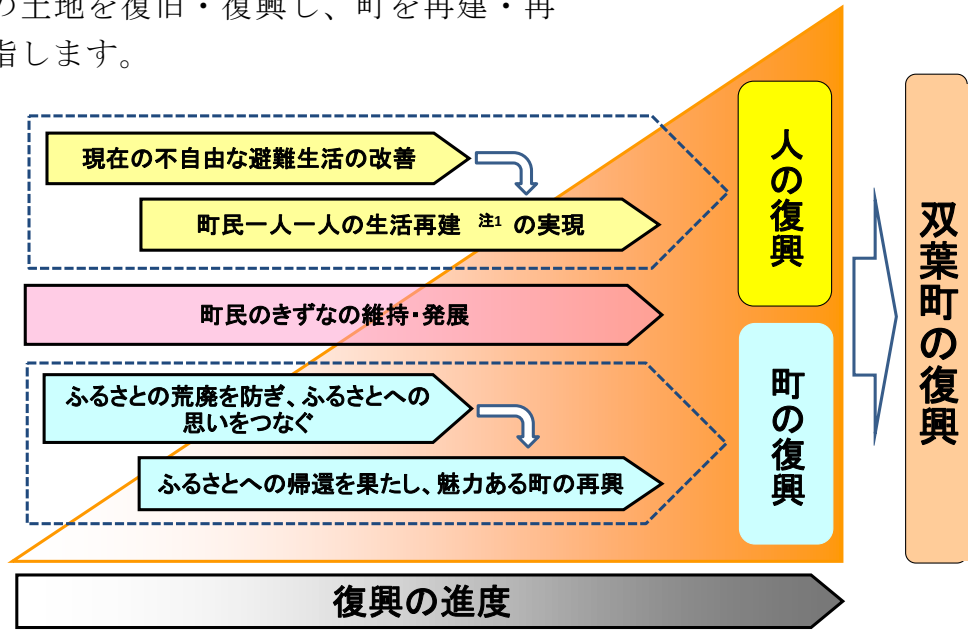 の土地を復旧・復興し、町を再建・再
指します。
現在の不自由な避難生活の改善
町民一人一人の生活再建 注1 の実現
人の復興
町民のきずなの維持・発展
ふるさとの荒廃を防ぎ、ふるさとへの
思いをつなぐ
ふるさとへの帰還を果たし、魅力ある町の再興
町の復興
双葉町の復興
復興の進度